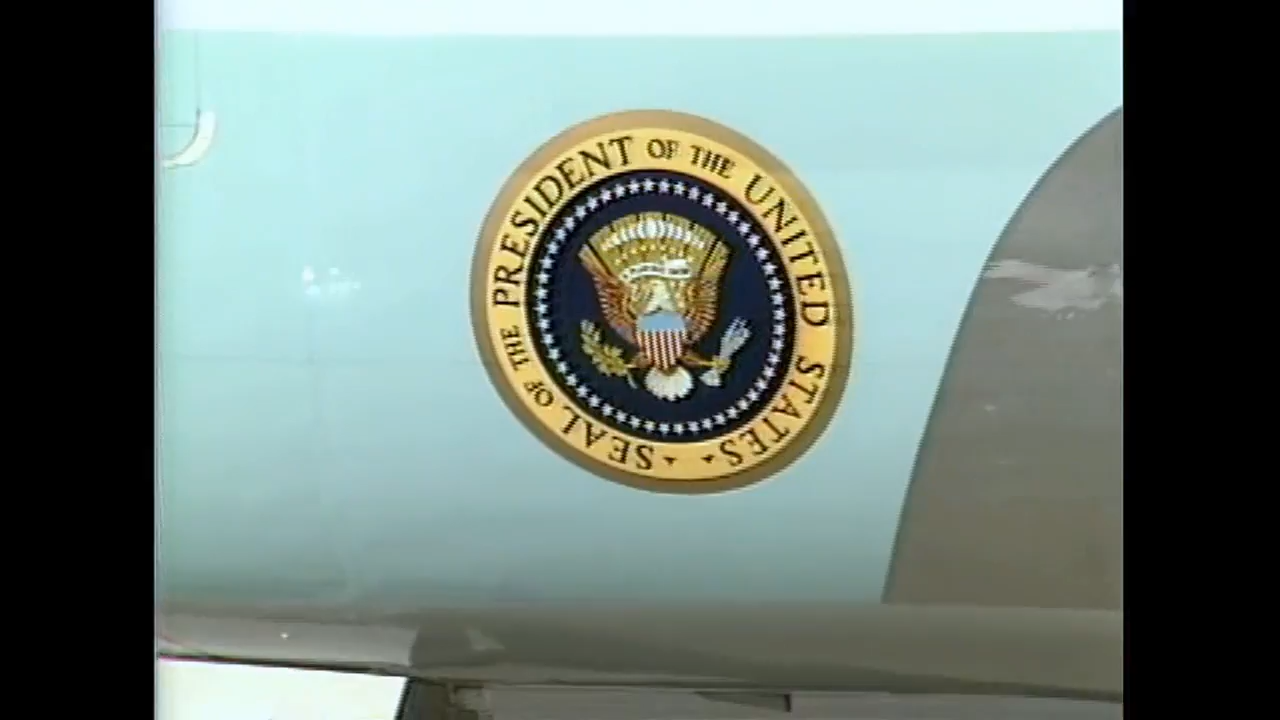 SEAL OF THE PRESIDENT OF THE UNITED STATES